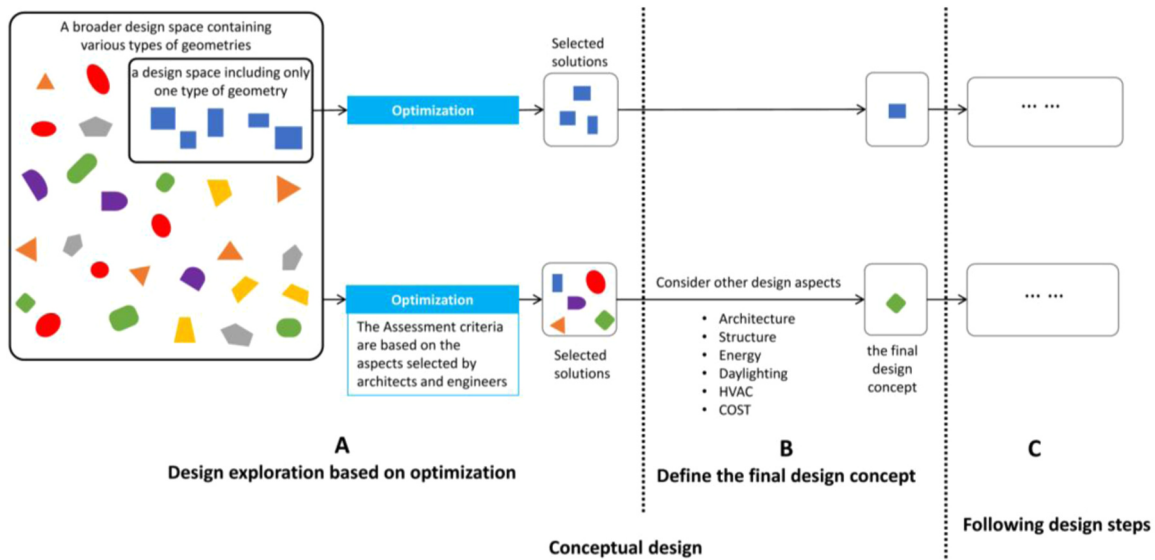 A broader design space containing
various types of geometries
a design space including only
one type of geometry
Optimization
Selected
solutions
... ...
Optimization
The Assessment criteria
are based on the
aspects selected by
architects and engineers
Selected
solutions
Consider other design aspects
• Architecture
• Structure
• Energy
• Daylighting
• HVAC
• COST
the final
design
concept
... ...
A
Design exploration based on optimization
B
Define the final design concept
C
Following design steps
Conceptual design